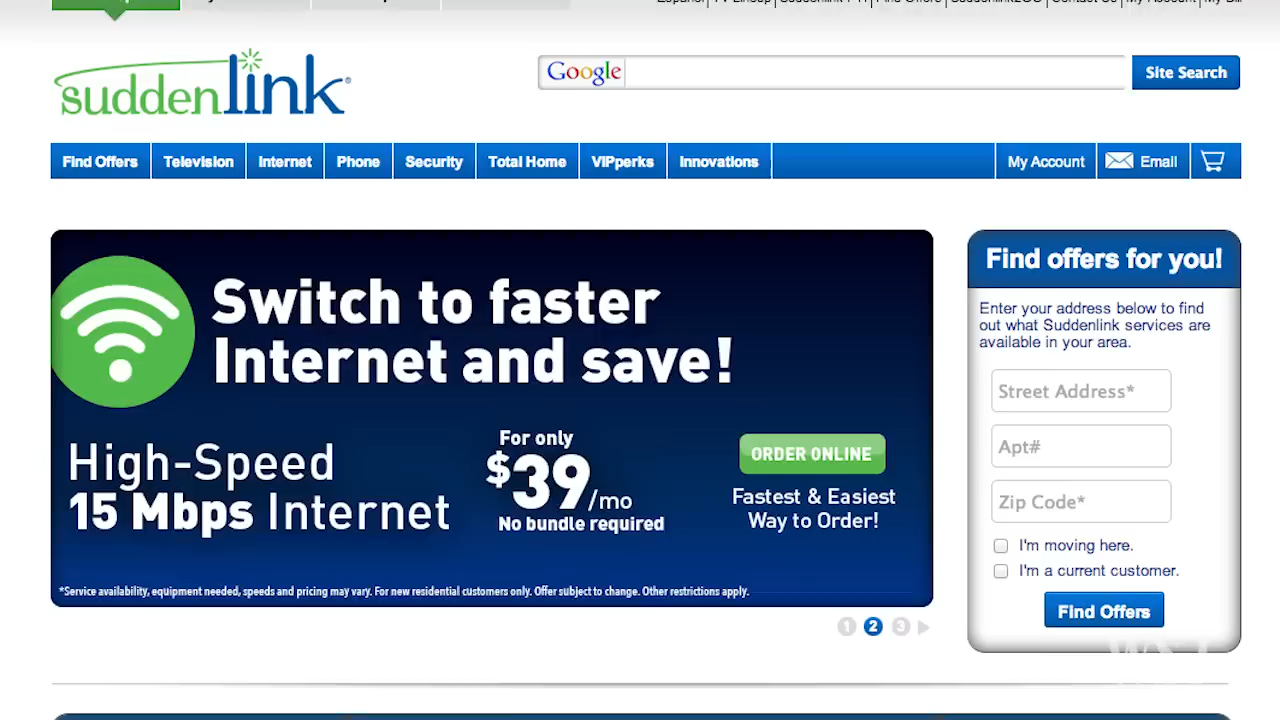 suddenlink®
Google
Site Search
Find Offers Television Internet Phone Security Total Home VIPperks Innovations My Account Email
Switch to faster
Internet and save!
High-Speed
15 Mbps Internet
For only
$39/mo
No bundle required
ORDER ONLINE
Fastest & Easiest
Way to Order!
*Service availability, equipment needed, speeds and pricing may vary. For new residential customers only. Offer subject to change. Other restrictions apply.
1 2 3
Find offers for you!
Enter your address below to find
out what Suddenlink services are
available in your area.
Street Address*
Apt#
Zip Code*
I'm moving here.
I'm a current customer.
Find Offers